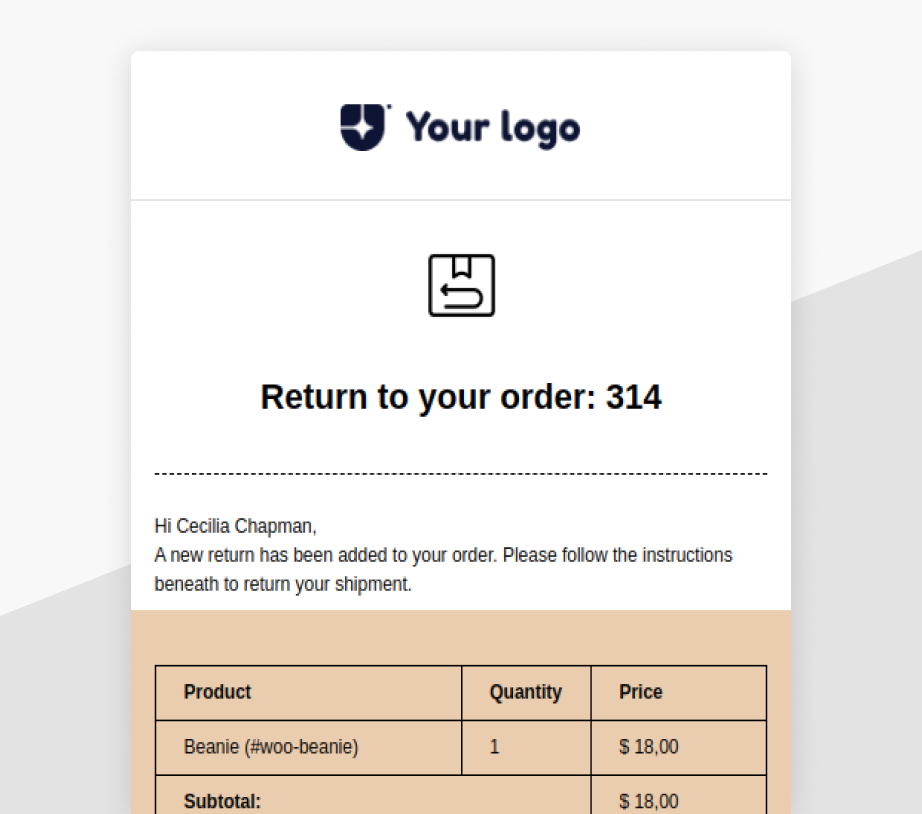 Your logo
Return to your order: 314
Hi Cecilia Chapman,
A new return has been added to your order. Please follow the instructions
beneath to return your shipment.
Product Quantity Price
Beanie (#woo-beanie) 1 $ 18,00
Subtotal: $ 18,00